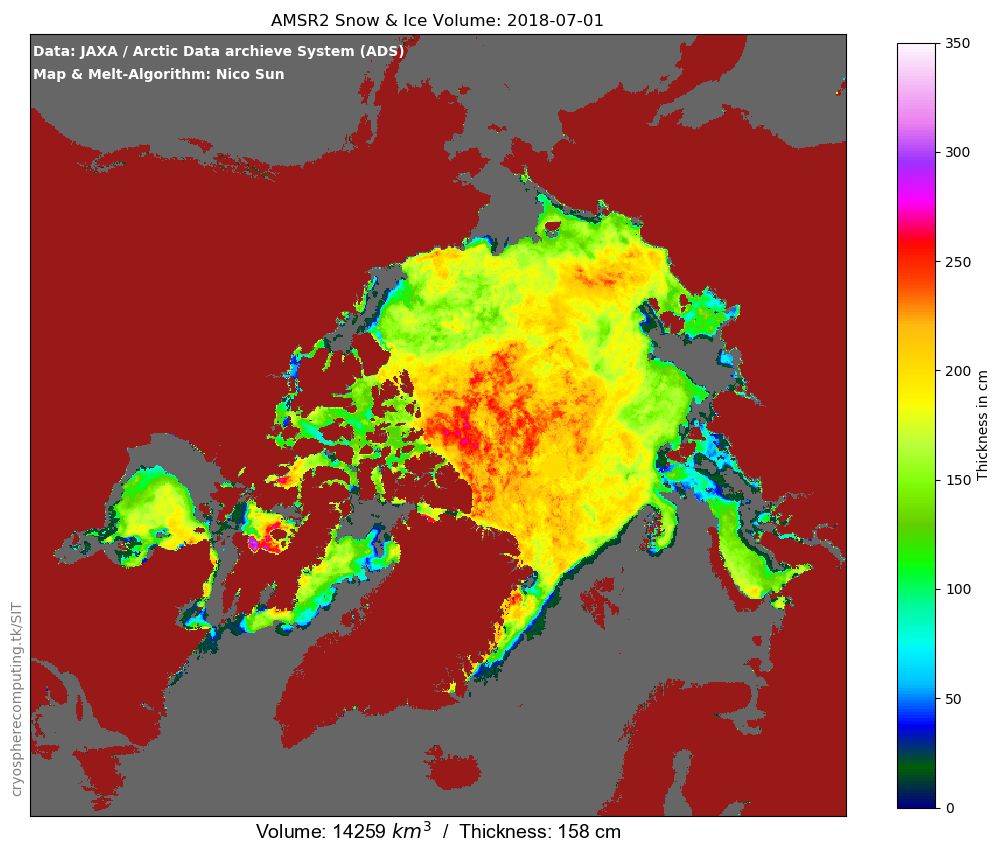 AMSR2 Snow & Ice Volume: 2018-07-01
Data: JAXA / Arctic Data archieve System (ADS)
Map & Melt-Algorithm: Nico Sun
350
300
250
200
150
100
50
0
Thickness in cm
cryospherecomputing.tk/SIT
Volume: 14259 km³ / Thickness: 158 cm